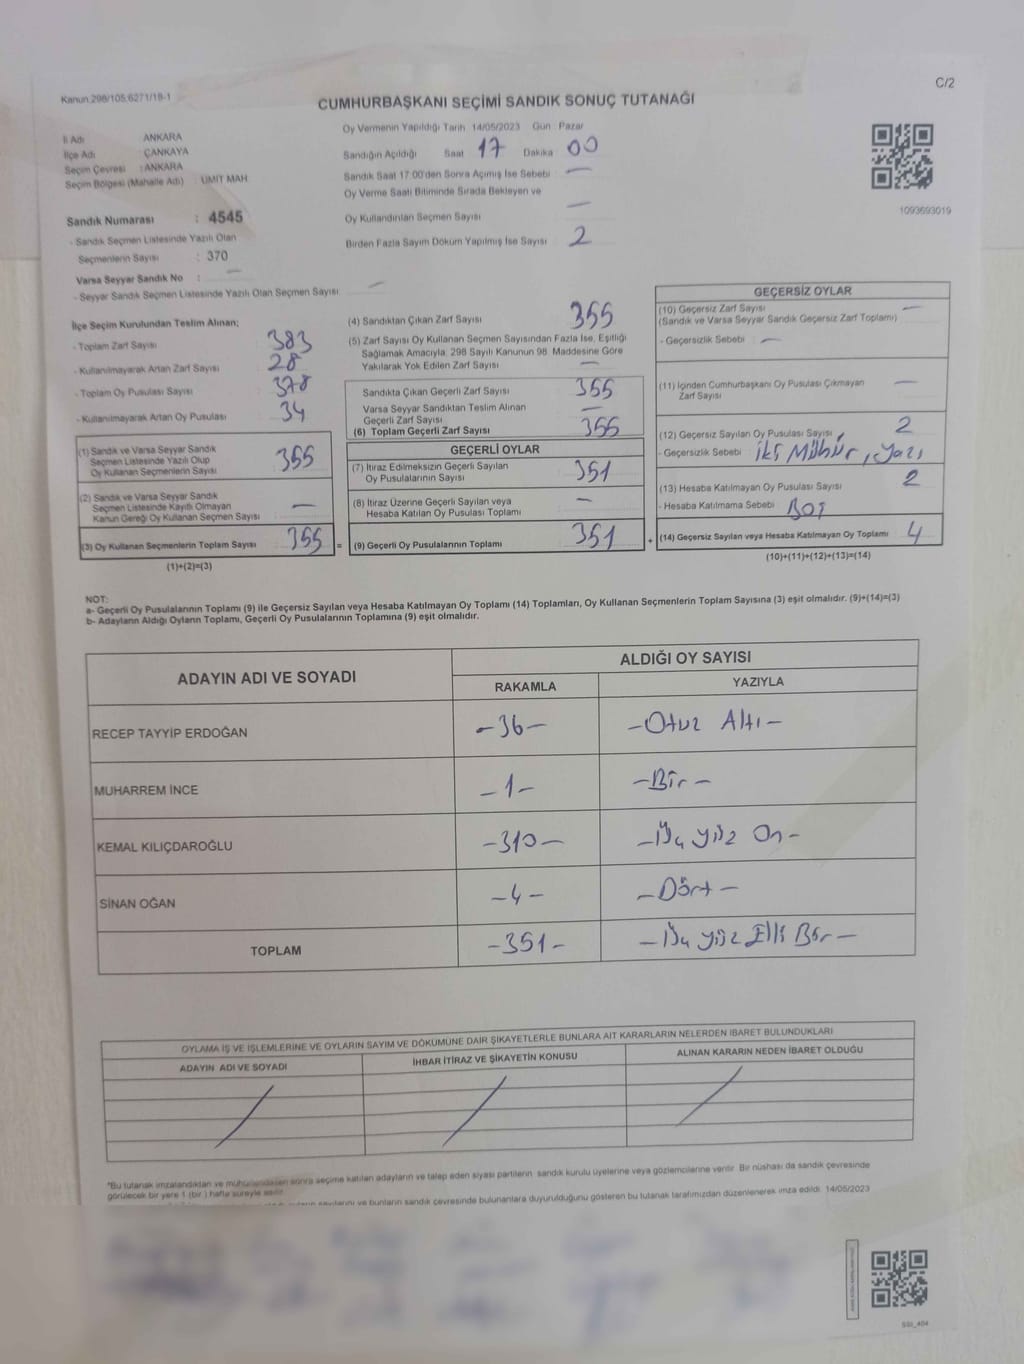 Kanun 298/105.6271/18-1
C/2
CUMHURBAŞKANI SEÇİMİ SANDIK SONUÇ TUTANAĞI
İl Adı ANKARA
İlçe Adı ÇANKAYA
Seçim Çevresi : ANKARA
Seçim Bölgesi (Mahalle Adı) ÜMİT MAH.
Sandık Numarası : 4545
- Sandık Seçmen Listesinde Yazılı Olan
Seçmenlerin Sayısı : 370
Varsa Seyyar Sandık No : —
- Seyyar Sandık Seçmen Listesinde Yazılı Olan Seçmen Sayısı —
Oy Vermenin Yapıldığı Tarih 14/05/2023 Gün : Pazar
Sandığın Açıldığı Saat 17 Dakika 00
Sandık Saat 17:00'den Sonra Açılmış İse Sebebi —
Oy Verme Saati Bitiminde Sırada Bekleyen ve
Oy Kullandırılan Seçmen Sayısı —
Birden Fazla Sayım Döküm Yapılmış İse Sayısı 2
1093693019
İlçe Seçim Kurulundan Teslim Alınan;
- Toplam Zarf Sayısı 383
- Kullanılmayarak Artan Zarf Sayısı 28
- Toplam Oy Pusulası Sayısı 378
- Kullanılmayarak Artan Oy Pusulası 34
(1) Sandık ve Varsa Seyyar Sandık
Seçmen Listesinde Yazılı Olup
Oy Kullanan Seçmenlerin Sayısı 355
(2) Sandık ve Varsa Seyyar Sandık
Seçmen Listesinde Kayıtlı Olmayan
Kanun Gereği Oy Kullanan Seçmen Sayısı —
(3) Oy Kullanan Seçmenlerin Toplam Sayısı 355 =
(1)+(2)=(3)
(4) Sandıktan Çıkan Zarf Sayısı 355
(5) Zarf Sayısı Oy Kullanan Seçmen Sayısından Fazla İse, Eşitliği
Sağlamak Amacıyla, 298 Sayılı Kanunun 98. Maddesine Göre
Yakılarak Yok Edilen Zarf Sayısı —
Sandıkta Çıkan Geçerli Zarf Sayısı 355
Varsa Seyyar Sandıktan Teslim Alınan
Geçerli Zarf Sayısı —
(6) Toplam Geçerli Zarf Sayısı 355
GEÇERLİ OYLAR
(7) İtiraz Edilmeksizin Geçerli Sayılan
Oy Pusulalarının Sayısı 351
(8) İtiraz Üzerine Geçerli Sayılan veya
Hesaba Katılan Oy Pusulası Toplamı —
(9) Geçerli Oy Pusulalarının Toplamı 351 +
GEÇERSİZ OYLAR
(10) Geçersiz Zarf Sayısı —
(Sandık ve Varsa Seyyar Sandık Geçersiz Zarf Toplamı)
- Geçersizlik Sebebi : —
(11) İçinden Cumhurbaşkanı Oy Pusulası Çıkmayan —
Zarf Sayısı
(12) Geçersiz Sayılan Oy Pusulası Sayısı 2
- Geçersizlik Sebebi İki Mühür, Yazı
(13) Hesaba Katılmayan Oy Pusulası Sayısı 2
- Hesaba Katılmama Sebebi Boş
(14) Geçersiz Sayılan veya Hesaba Katılmayan Oy Toplamı 4
(10)+(11)+(12)+(13)=(14)
NOT:
a- Geçerli Oy Pusulalarının Toplamı (9) ile Geçersiz Sayılan veya Hesaba Katılmayan Oy Toplamı (14) Toplamları, Oy Kullanan Seçmenlerin Toplam Sayısına (3) eşit olmalıdır. (9)+(14)=(3)
b- Adayların Aldığı Oyların Toplamı, Geçerli Oy Pusulalarının Toplamına (9) eşit olmalıdır.
ADAYIN ADI VE SOYADI
ALDIĞI OY SAYISI
RAKAMLA YAZIYLA
RECEP TAYYİP ERDOĞAN -36- -Otuz Altı-
MUHARREM İNCE -1- -Bir-
KEMAL KILIÇDAROĞLU -310- -Üç yüz On-
SİNAN OĞAN -4- -Dört-
TOPLAM -351- -Üç yüz Elli Bir-
OYLAMA İŞ VE İŞLEMLERİNE VE OYLARIN SAYIM VE DÖKÜMÜNE DAİR ŞİKAYETLERLE BUNLARA AİT KARARLARIN NELERDEN İBARET BULUNDUKLARI
ADAYIN ADI VE SOYADI İHBAR İTİRAZ VE ŞİKAYETİN KONUSU ALINAN KARARIN NEDEN İBARET OLDUĞU
*Bu tutanak imzalandıktan ve mühürlendikten sonra seçime katılan adayların ve talep eden siyasi partilerin sandık kurulu üyelerine veya gözlemcilerine verilir. Bir nüshası da sandık çevresinde
görülecek bir yere 1 (bir ) hafta süreyle asılır.
sandık çevresinde bulunanlara duyurulduğunu gösteren bu tutanak tarafımızdan düzenlenerek imza edildi. 14/05/2023
SSI_404